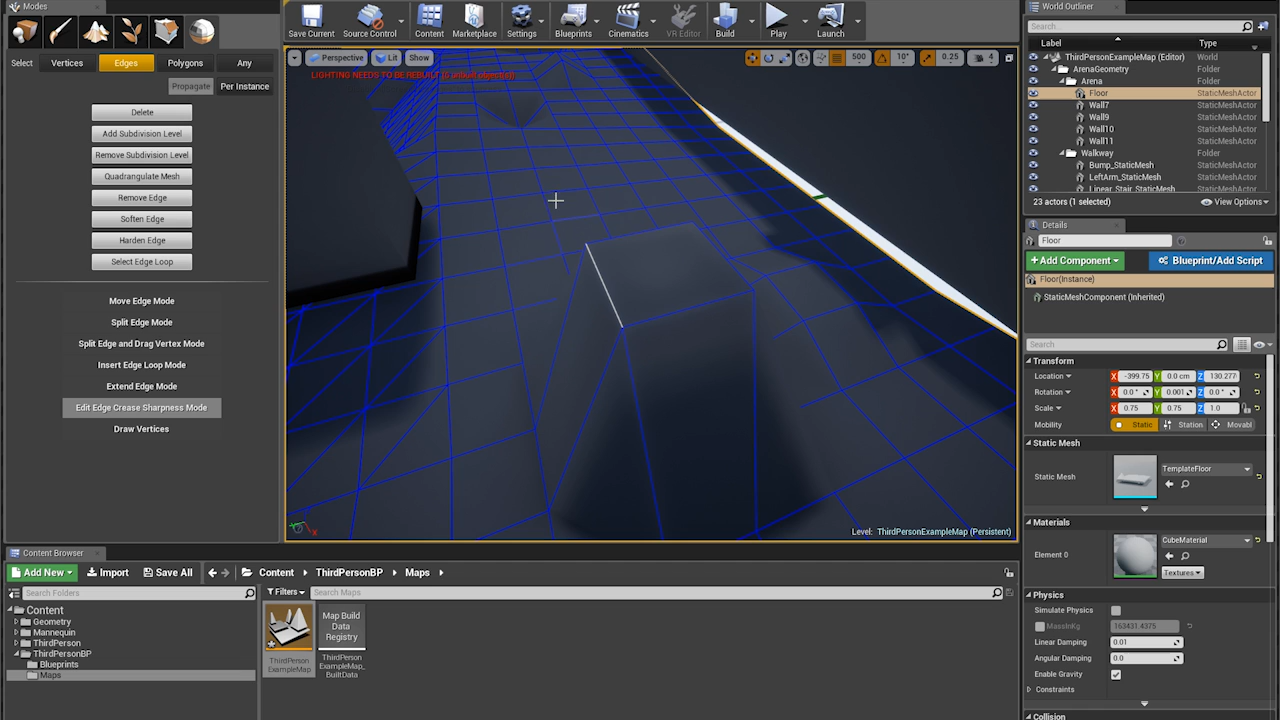 Modes
Select
Vertices
Edges
Polygons
Any
Propagate
Per Instance
Delete
Add Subdivision Level
Remove Subdivision Level
Quadrangulate Mesh
Remove Edge
Soften Edge
Harden Edge
Select Edge Loop
Move Edge Mode
Split Edge Mode
Split Edge and Drag Vertex Mode
Insert Edge Loop Mode
Extend Edge Mode
Edit Edge Crease Sharpness Mode
Draw Vertices
Save Current
Source Control
Content
Marketplace
Settings
Blueprints
Cinematics
VR Editor
Build
Play
Launch
Perspective
Lit
Show
500
10°
0.25
4
Level: ThirdPersonExampleMap (Persistent)
World Outliner
Search
Label
Type
ThirdPersonExampleMap (Editor) World
ArenaGeometry Folder
Arena Folder
Floor StaticMeshActor
Wall7 StaticMeshActor
Wall9 StaticMeshActor
Wall10 StaticMeshActor
Wall11 StaticMeshActor
Walkway Folder
Bump_StaticMesh StaticMeshActor
LeftArm_StaticMesh StaticMeshActor
Linear_Stair_StaticMesh StaticMeshActor
23 actors (1 selected)
View Options
Details
Floor
+Add Component
Blueprint/Add Script
Floor(Instance)
StaticMeshComponent (Inherited)
Search
Transform
Location X -399.75 Y 0.0 cm Z 130.277
Rotation X 0.0 ° Y 0.001 Z 0.0 °
Scale X 0.75 Y 0.75 Z 1.0
Mobility Static Station Movabl
Static Mesh
Static Mesh
TemplateFloor
Materials
Element 0
CubeMaterial
Textures
Physics
Simulate Physics
MassInKg 163431.4375
Linear Damping 0.01
Angular Damping 0.0
Enable Gravity
Constraints
Collision
Content Browser
Add New
Import
Save All
Content
ThirdPersonBP
Maps
Search Folders
Filters
Search Maps
Content
Geometry
Mannequin
ThirdPerson
ThirdPersonBP
Blueprints
Maps
ThirdPerson
ExampleMap
Map Build
Data
Registry
ThirdPerson
ExampleMap_
BuiltData